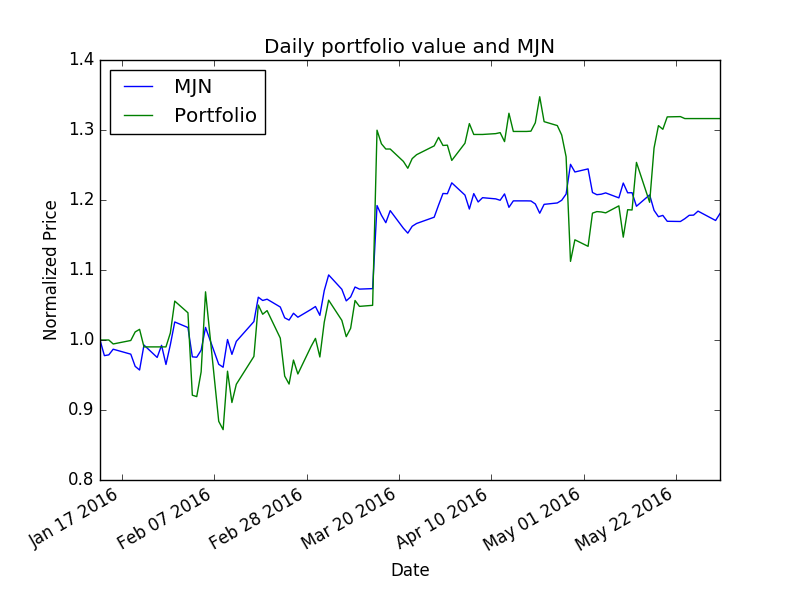 Daily portfolio value and MJN
MJN
Portfolio
1.4
1.3
1.2
1.1
1.0
0.9
0.8
Normalized Price
Jan 17 2016
Feb 07 2016
Feb 28 2016
Mar 20 2016
Apr 10 2016
May 01 2016
May 22 2016
Date